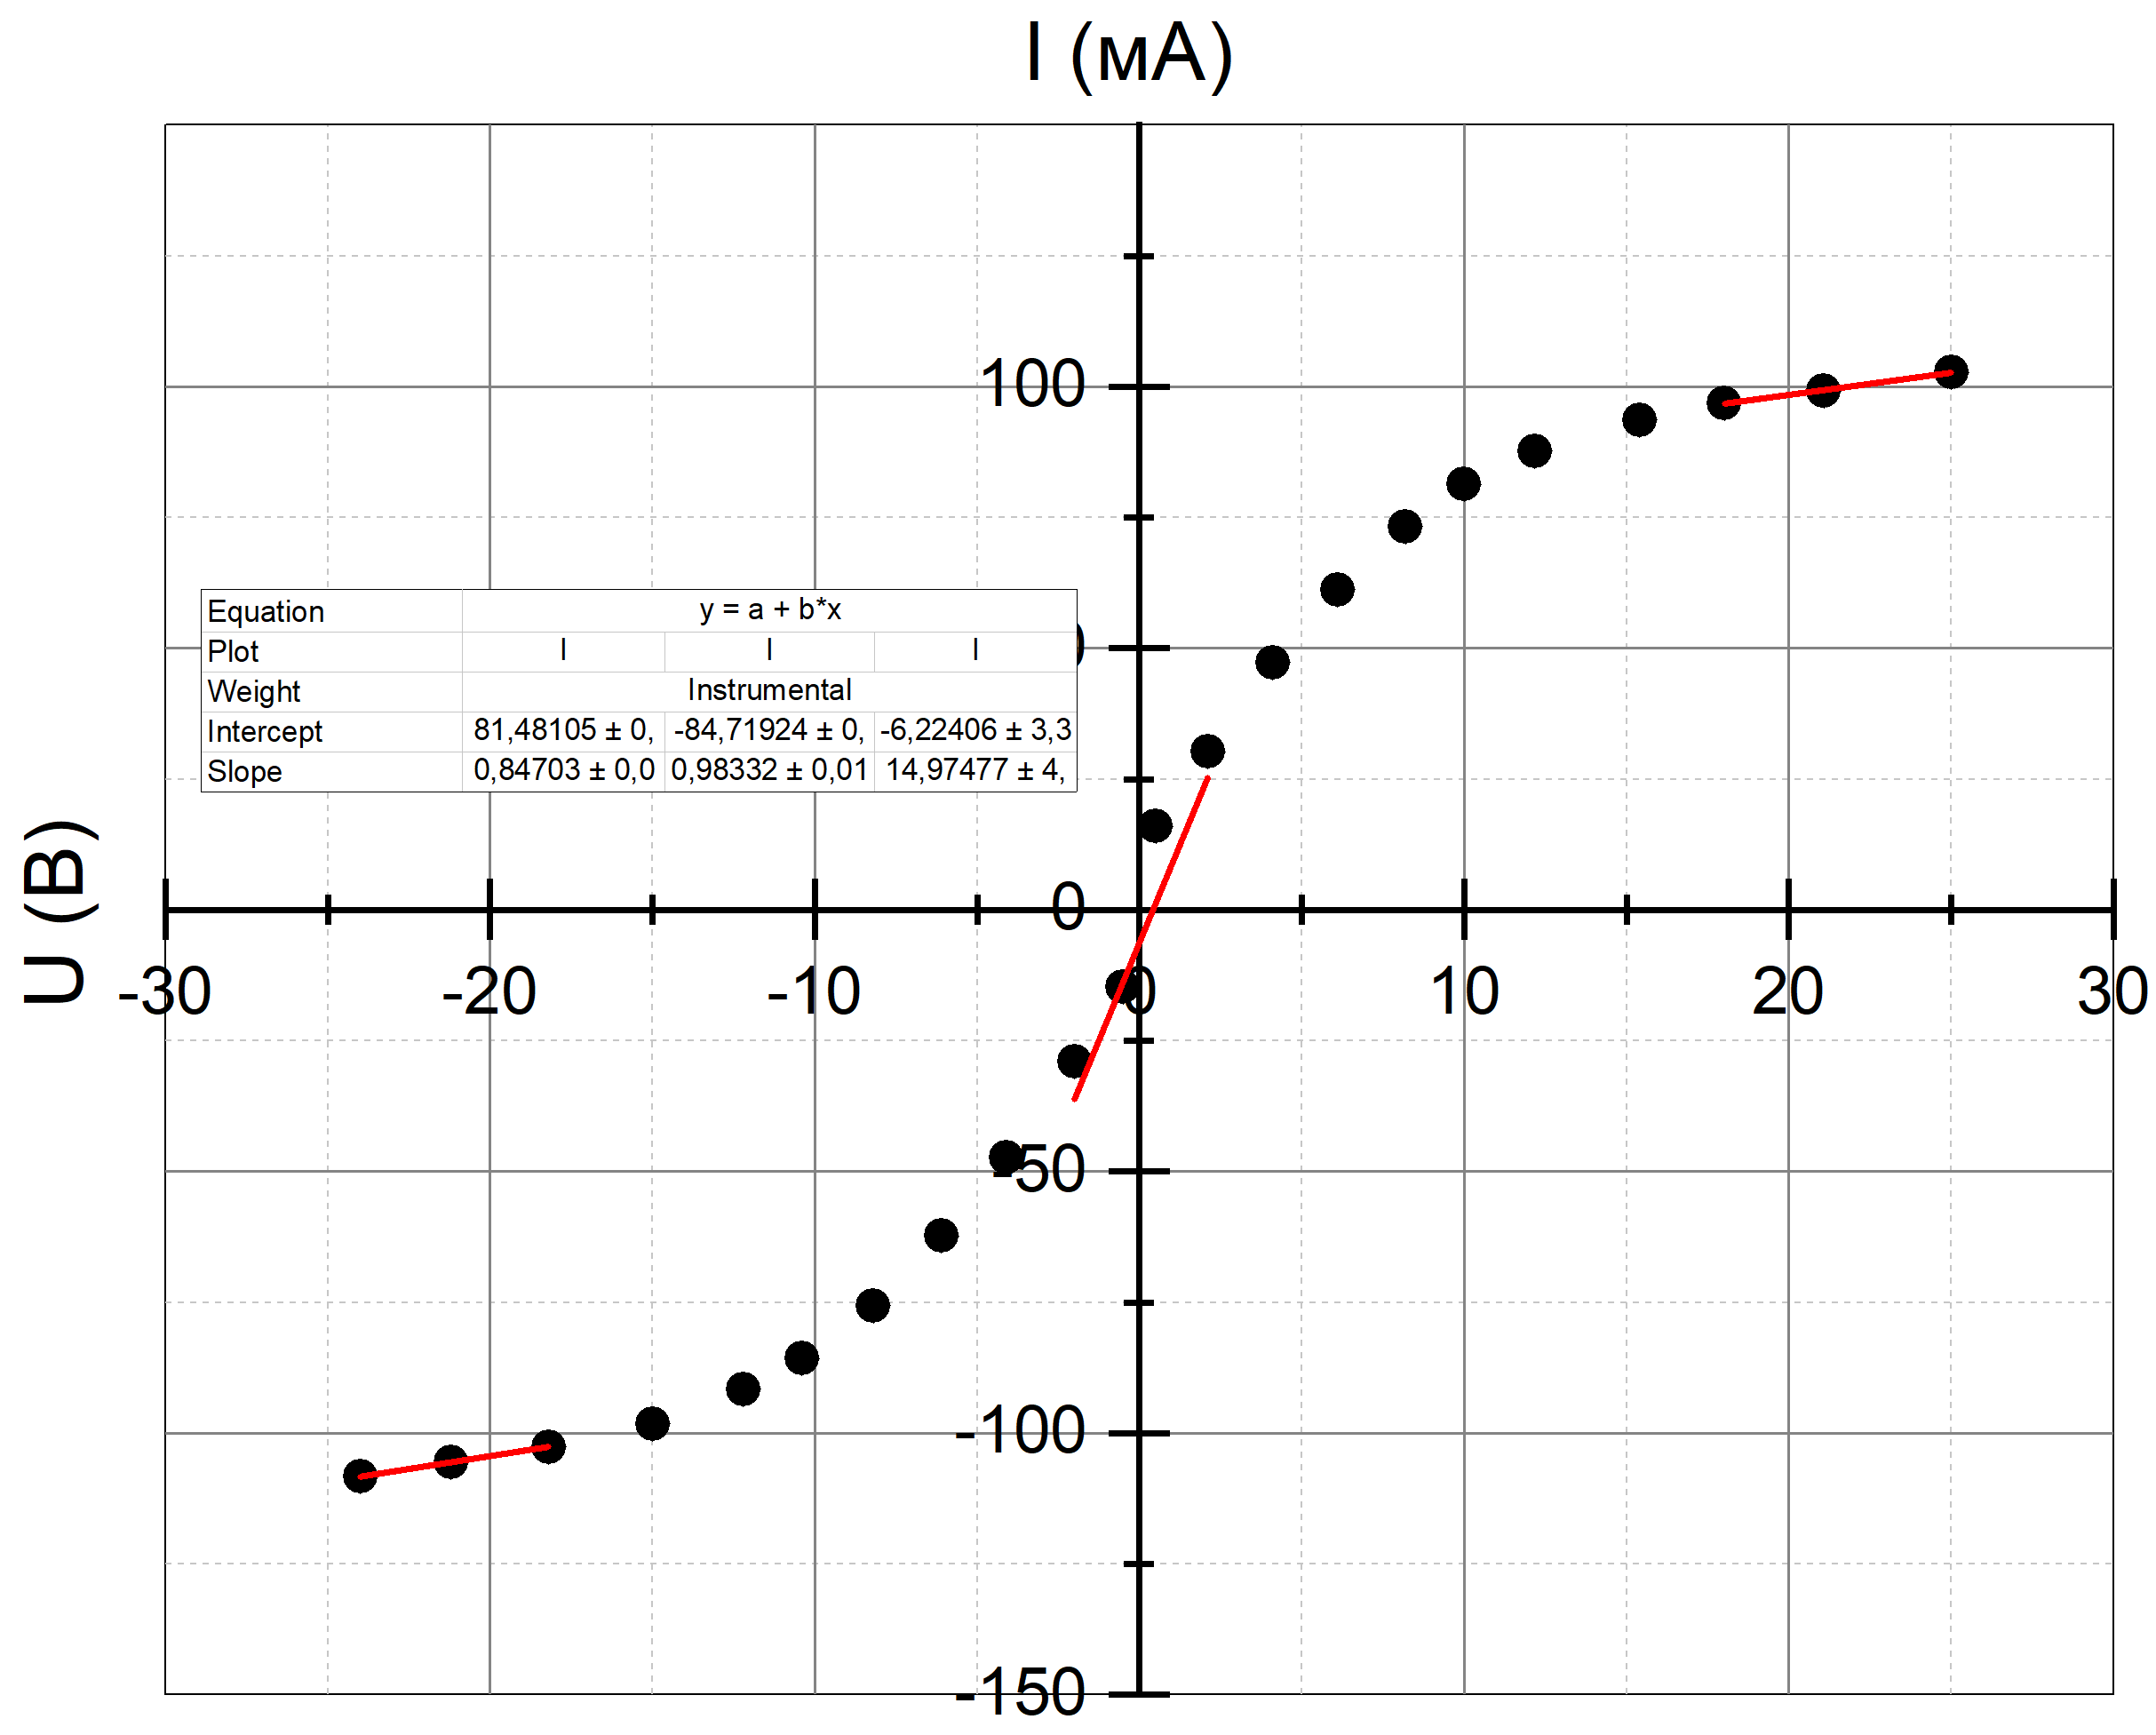 I (мА)
100
Equation y = a + b*x
Plot I I I
Weight Instrumental
Intercept 81,48105 ± 0, -84,71924 ± 0, -6,22406 ± 3,3
Slope 0,84703 ± 0,0 0,98332 ± 0,01 14,97477 ± 4,
U (В)
0
-30 -20 -10 0 10 20 30
-50
-100
-150